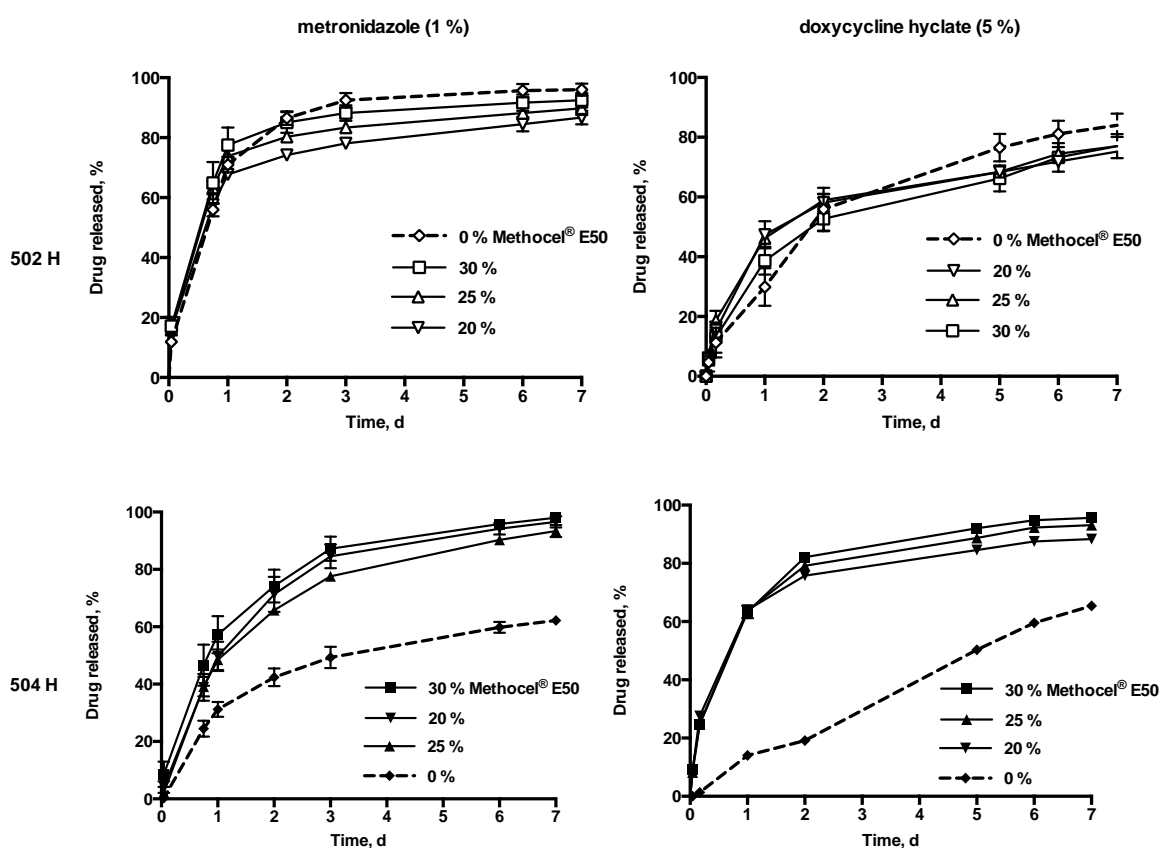 metronidazole (1 %)
doxycycline hyclate (5 %)
502 H
Drug released, %
100
80
60
40
20
0
0 % Methocel® E50
30 %
25 %
20 %
0 1 2 3 4 5 6 7
Time, d
Drug released, %
100
80
60
40
20
0
0 % Methocel® E50
20 %
25 %
30 %
0 1 2 3 4 5 6 7
Time, d
504 H
Drug released, %
100
80
60
40
20
0
30 % Methocel® E50
20 %
25 %
0 %
0 1 2 3 4 5 6 7
Time, d
Drug released, %
100
80
60
40
20
0
30 % Methocel® E50
25 %
20 %
0 %
0 1 2 3 4 5 6 7
Time, d